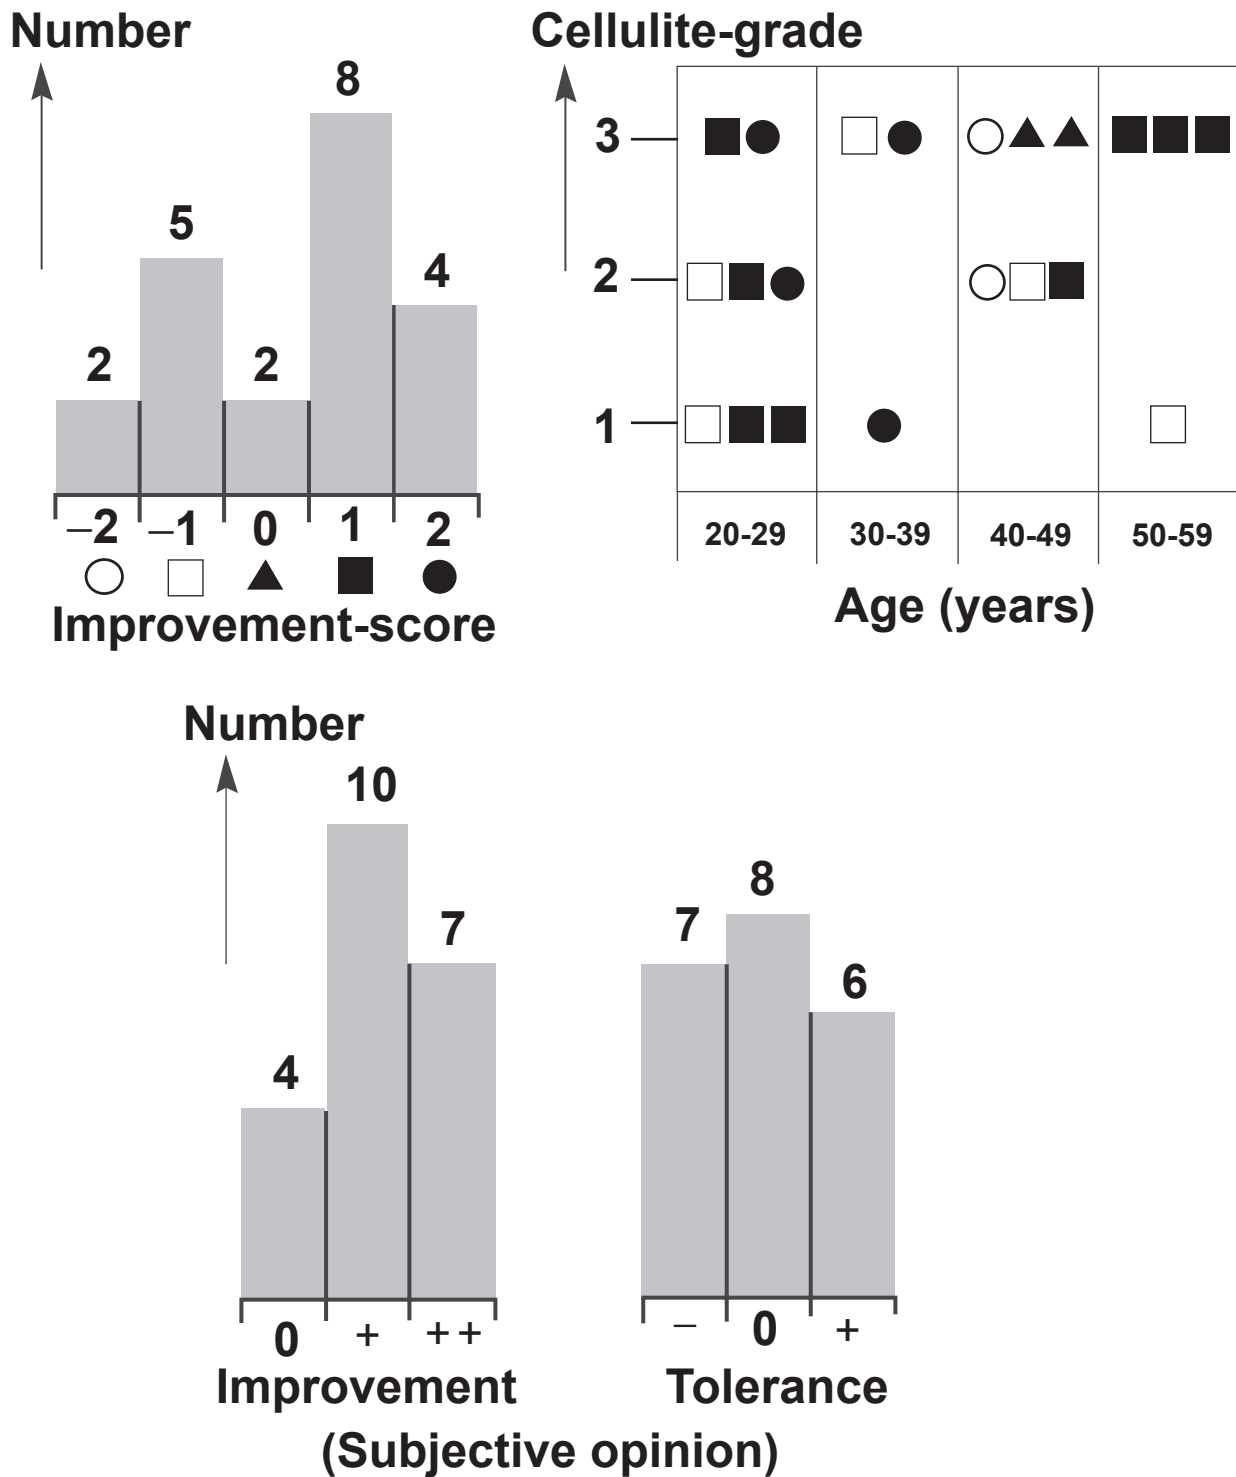 Number
8
5
4
2
2
−2 −1 0 1 2
Improvement-score
Cellulite-grade
3
2
1
20-29 30-39 40-49 50-59
Age (years)
Number
10
7
4
0 + ++
Improvement
8
7
6
− 0 +
Tolerance
(Subjective opinion)